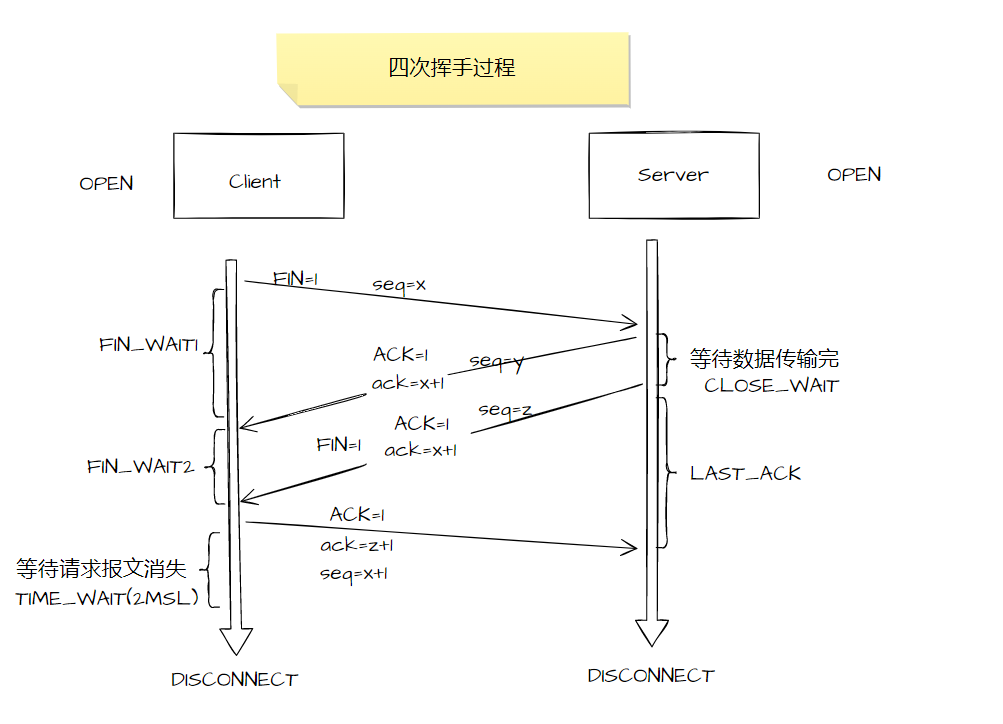 四次挥手过程
OPEN
Client
Server
OPEN
FIN=1
seq=x
FIN_WAIT1
ACK=1
seq=y
ack=x+1
等待数据传输完
CLOSE_WAIT
seq=z
ACK=1
FIN=1
ack=x+1
FIN_WAIT2
LAST_ACK
ACK=1
ack=z+1
seq=x+1
等待请求报文消失
TIME_WAIT(2MSL)
DISCONNECT
DISCONNECT